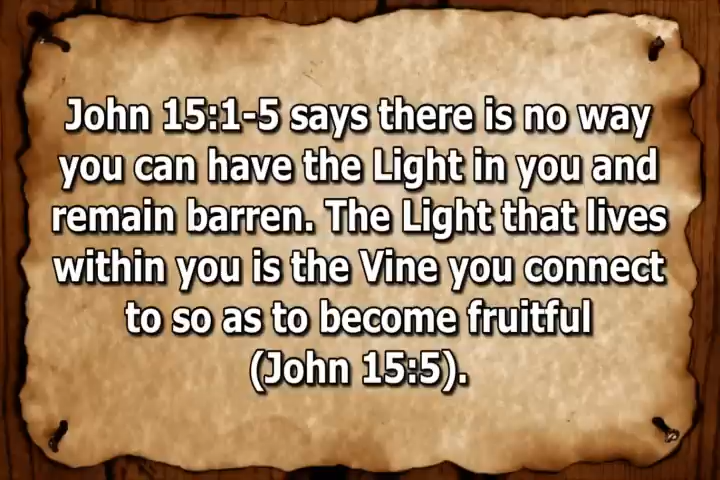 John 15:1-5 says there is no way
you can have the Light in you and
remain barren. The Light that lives
within you is the Vine you connect
to so as to become fruitful
(John 15:5).